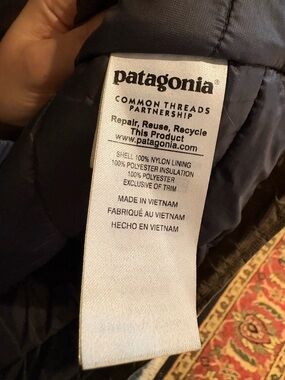 patagonia®
COMMON THREADS
PARTNERSHIP
Repair, Reuse, Recycle
This Product
www.patagonia.com
SHELL 100% NYLON LINING
100% POLYESTER INSULATION
100% POLYESTER
EXCLUSIVE OF TRIM
MADE IN VIETNAM
FABRIQUÉ AU VIETNAM
HECHO EN VIETNAM